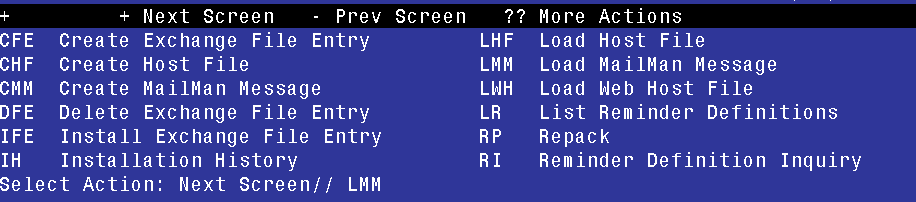 + + Next Screen - Prev Screen ?? More Actions
CFE Create Exchange File Entry LHF Load Host File
CHF Create Host File LMM Load MailMan Message
CMM Create MailMan Message LWH Load Web Host File
DFE Delete Exchange File Entry LR List Reminder Definitions
IFE Install Exchange File Entry RP Repack
IH Installation History RI Reminder Definition Inquiry
Select Action: Next Screen// LMM